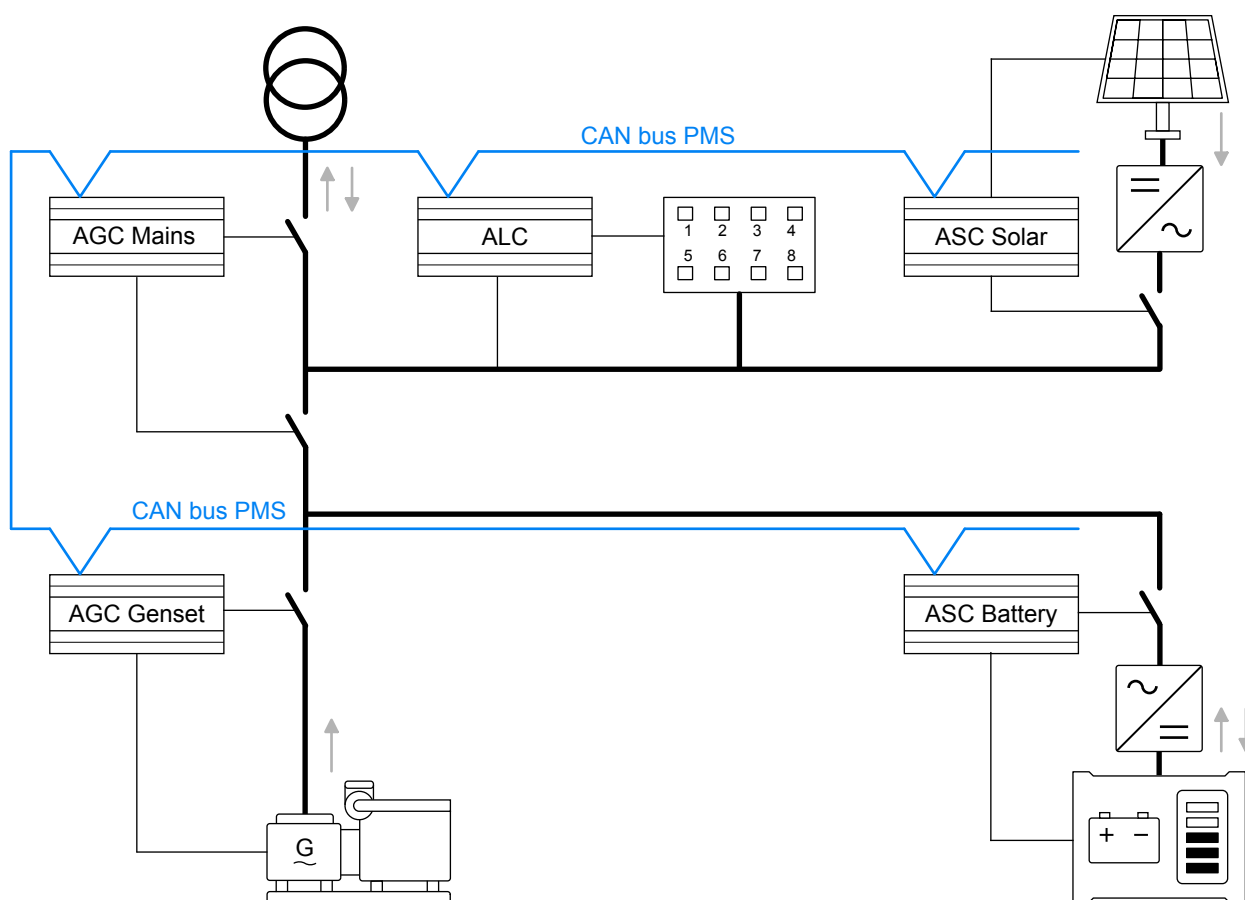 CAN bus PMS
AGC Mains
ALC
1 2 3 4
5 6 7 8
ASC Solar
CAN bus PMS
AGC Genset
ASC Battery
G
+ −